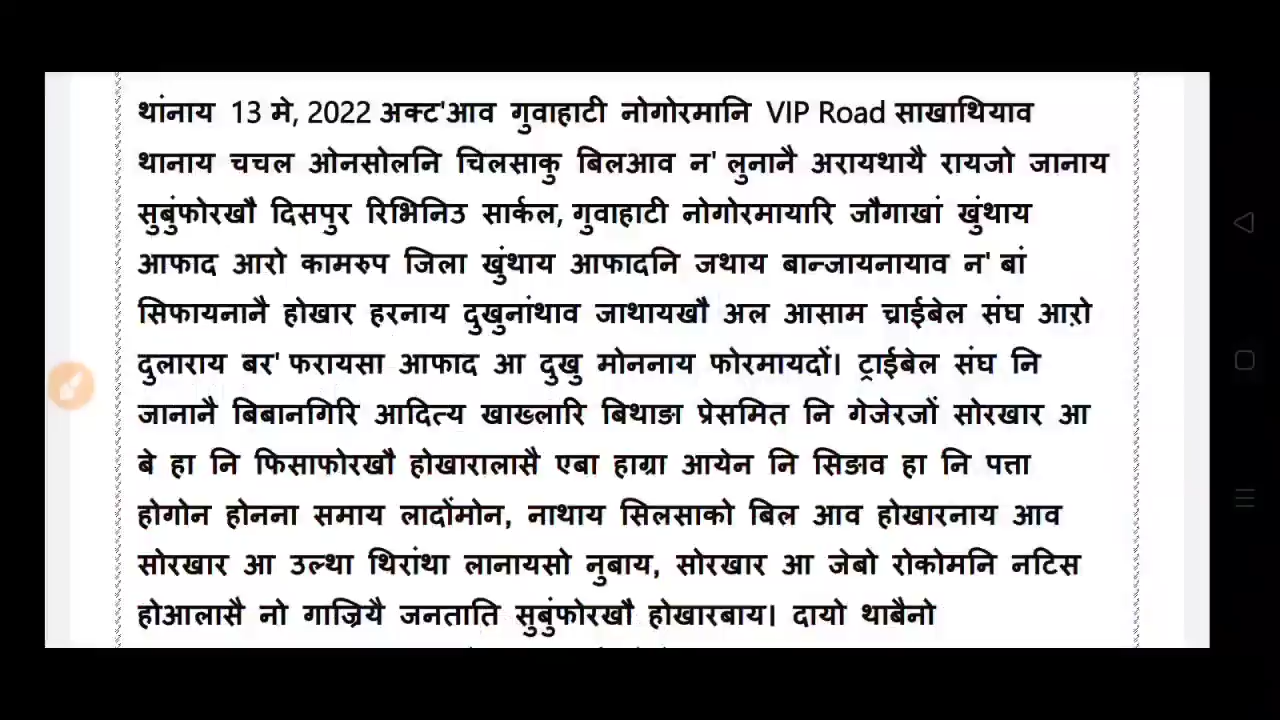 थांनाय 13 मे, 2022 अक्ट'आव गुवाहाटी नोगोरमानि VIP Road साखाथियाव
थानाय चचल ओनसोलनि चिलसाकु बिलआव न' लुनानै अरायथायै रायजो जानाय
सुबुंफोरखौ दिसपुर रिभिनिउ सार्कल, गुवाहाटी नोगोरमायारि जौगाखां खुंथाय
आफाद आरो कामरुप जिला खुंथाय आफादनि जथाय बान्जायनायाव न' बां
सिफायनानै होखार हरनाय दुखुनांथाव जाथायखौ अल आसाम च्राईबेल संघ आऱो
दुलाराय बर' फरायसा आफाद आ दुखु मोननाय फोरमायदों। ट्राईबेल संघ नि
जानानै बिबानगिरि आदित्य खाख्लारि बिथाङा प्रेसमित नि गेजेरजों सोरखार आ
बे हा नि फिसाफोरखौ होखारालासै एबा हाग्रा आयेन नि सिङाव हा नि पत्ता
होगोन होनना समाय लादोंमोन, नाथाय सिलसाको बिल आव होखारनाय आव
सोरखार आ उल्था थिरांथा लानायसो नुबाय, सोरखार आ जेबो रोकोमनि नटिस
होआलासै नो गाज्रियै जनताति सुबुंफोरखौ होखारबाय। दायो थाबैनो